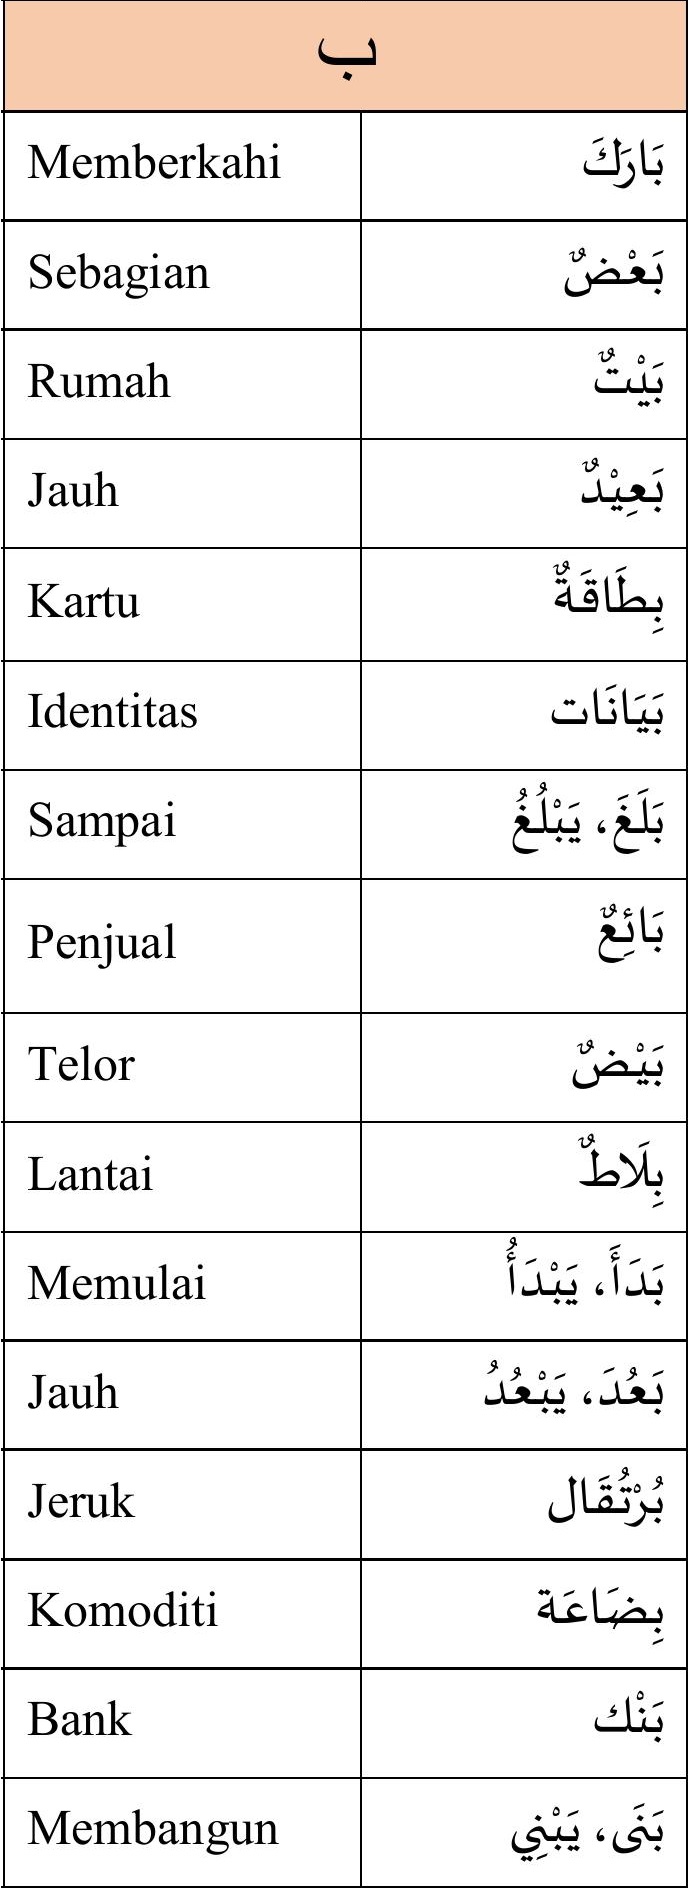 ب
Memberkahi بَارَكَ
Sebagian بَعْضٌ
Rumah بَيْتٌ
Jauh بَعِيْدٌ
Kartu بِطَاقَةٌ
Identitas بَيَانَات
Sampai بَلَغَ، يَبْلُغُ
Penjual بَائِعٌ
Telor بَيْضٌ
Lantai بِلَاطٌ
Memulai بَدَأَ، يَبْدَأُ
Jauh بَعُدَ، يَبْعُدُ
Jeruk بُرْتُقَال
Komoditi بِضَاعَة
Bank بَنْك
Membangun بَنَى، يَبْنِي